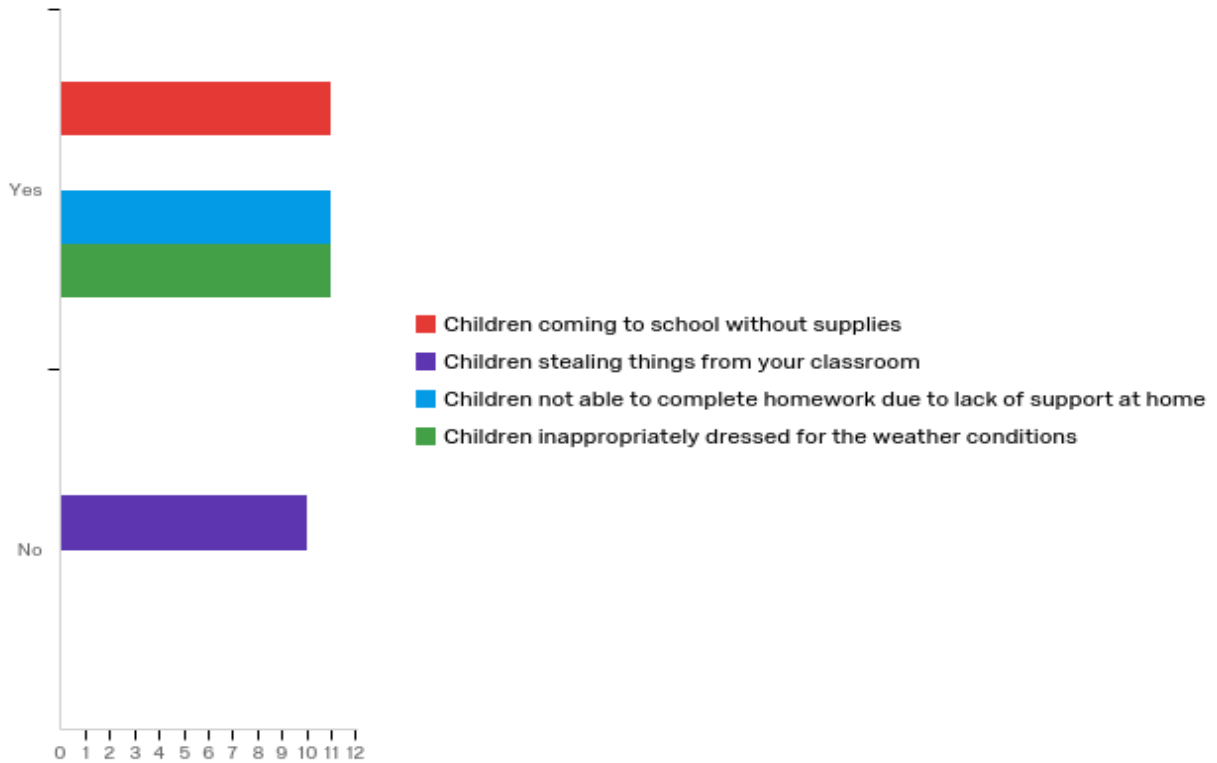 Yes
Children coming to school without supplies
Children stealing things from your classroom
Children not able to complete homework due to lack of support at home
Children inappropriately dressed for the weather conditions
No
0 1 2 3 4 5 6 7 8 9 10 11 12